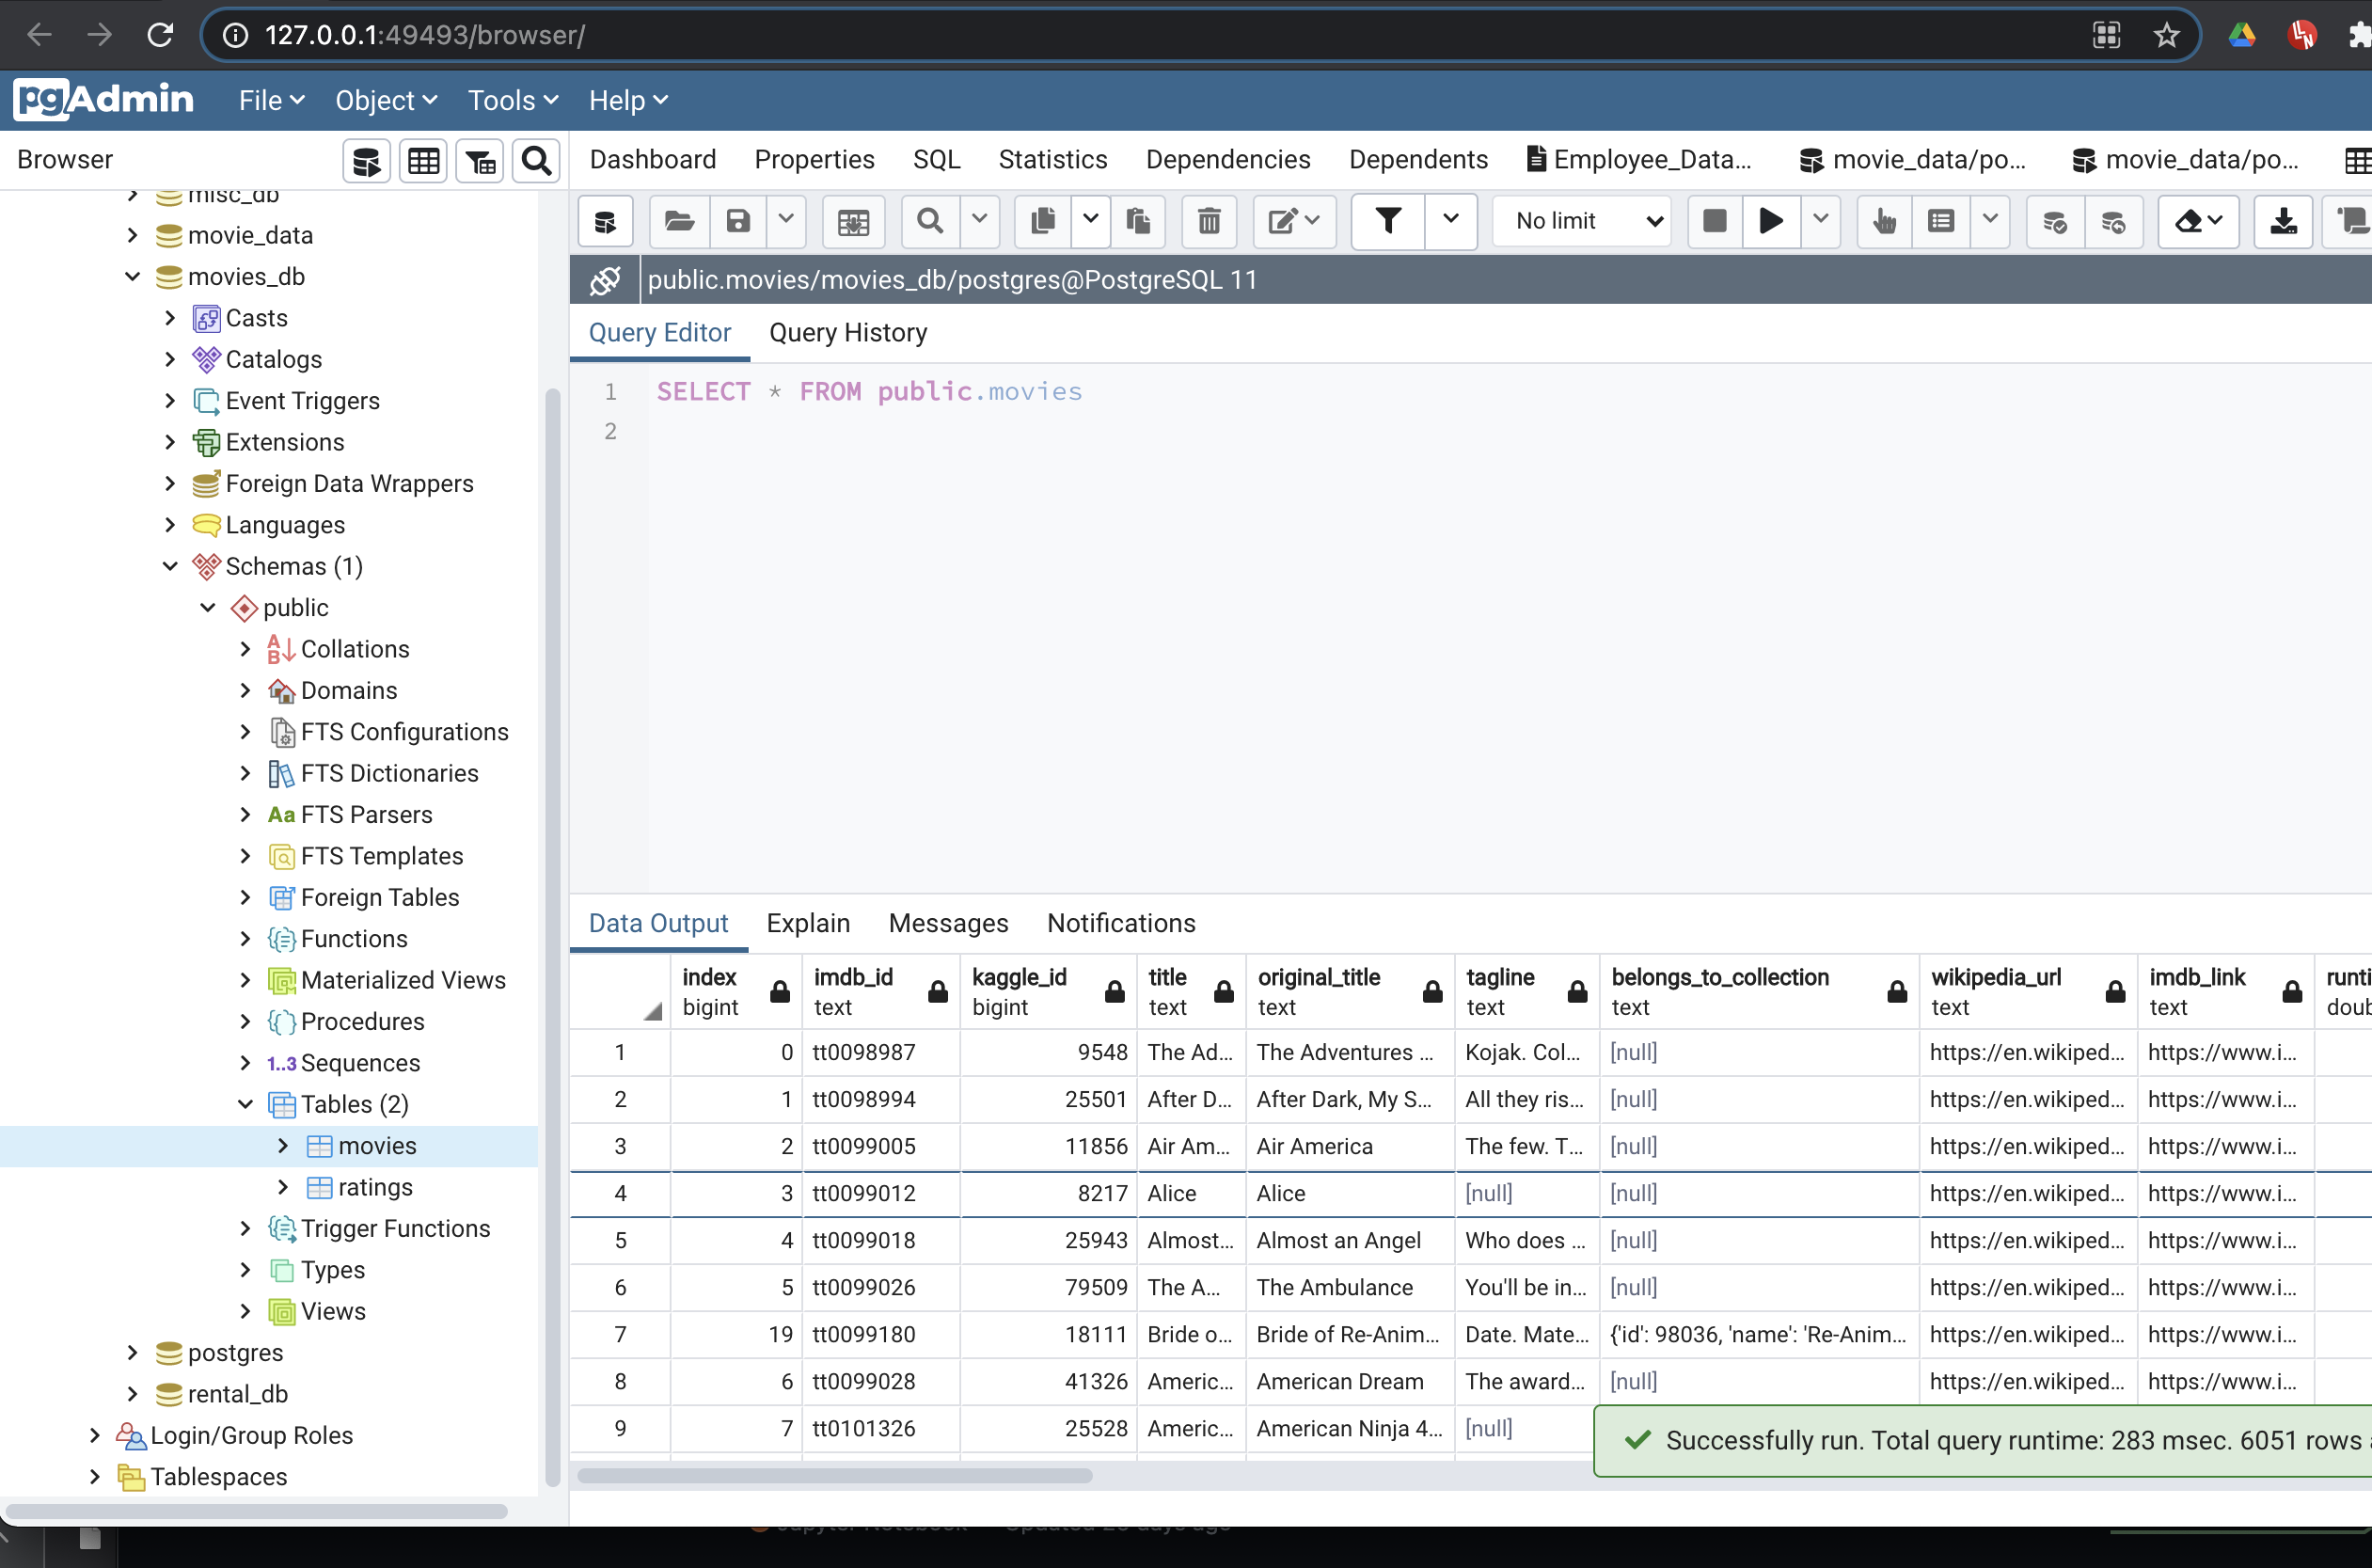 127.0.0.1:49493/browser/
pgAdmin File Object Tools Help
Browser
Dashboard Properties SQL Statistics Dependencies Dependents Employee_Data... movie_data/po... movie_data/po...
No limit
public.movies/movies_db/postgres@PostgreSQL 11
Query Editor Query History
1 SELECT * FROM public.movies
2
misc_db
movie_data
movies_db
Casts
Catalogs
Event Triggers
Extensions
Foreign Data Wrappers
Languages
Schemas (1)
public
Collations
Domains
FTS Configurations
FTS Dictionaries
Aa FTS Parsers
FTS Templates
Foreign Tables
Functions
Materialized Views
Procedures
1..3 Sequences
Tables (2)
movies
ratings
Trigger Functions
Types
Views
postgres
rental_db
Login/Group Roles
Tablespaces
Data Output Explain Messages Notifications
index imdb_id kaggle_id title original_title tagline belongs_to_collection wikipedia_url imdb_link runti
bigint text bigint text text text text text text doub
1 0 tt0098987 9548 The Ad... The Adventures ... Kojak. Col... [null] https://en.wikiped... https://www.i...
2 1 tt0098994 25501 After D... After Dark, My S... All they ris... [null] https://en.wikiped... https://www.i...
3 2 tt0099005 11856 Air Am... Air America The few. T... [null] https://en.wikiped... https://www.i...
4 3 tt0099012 8217 Alice Alice [null] [null] https://en.wikiped... https://www.i...
5 4 tt0099018 25943 Almost... Almost an Angel Who does ... [null] https://en.wikiped... https://www.i...
6 5 tt0099026 79509 The A... The Ambulance You'll be in... [null] https://en.wikiped... https://www.i...
7 19 tt0099180 18111 Bride o... Bride of Re-Anim... Date. Mate... {'id': 98036, 'name': 'Re-Anim... https://en.wikiped... https://www.i...
8 6 tt0099028 41326 Americ... American Dream The award... [null] https://en.wikiped... https://www.i...
9 7 tt0101326 25528 Americ... American Ninja 4... [null]
Successfully run. Total query runtime: 283 msec. 6051 rows